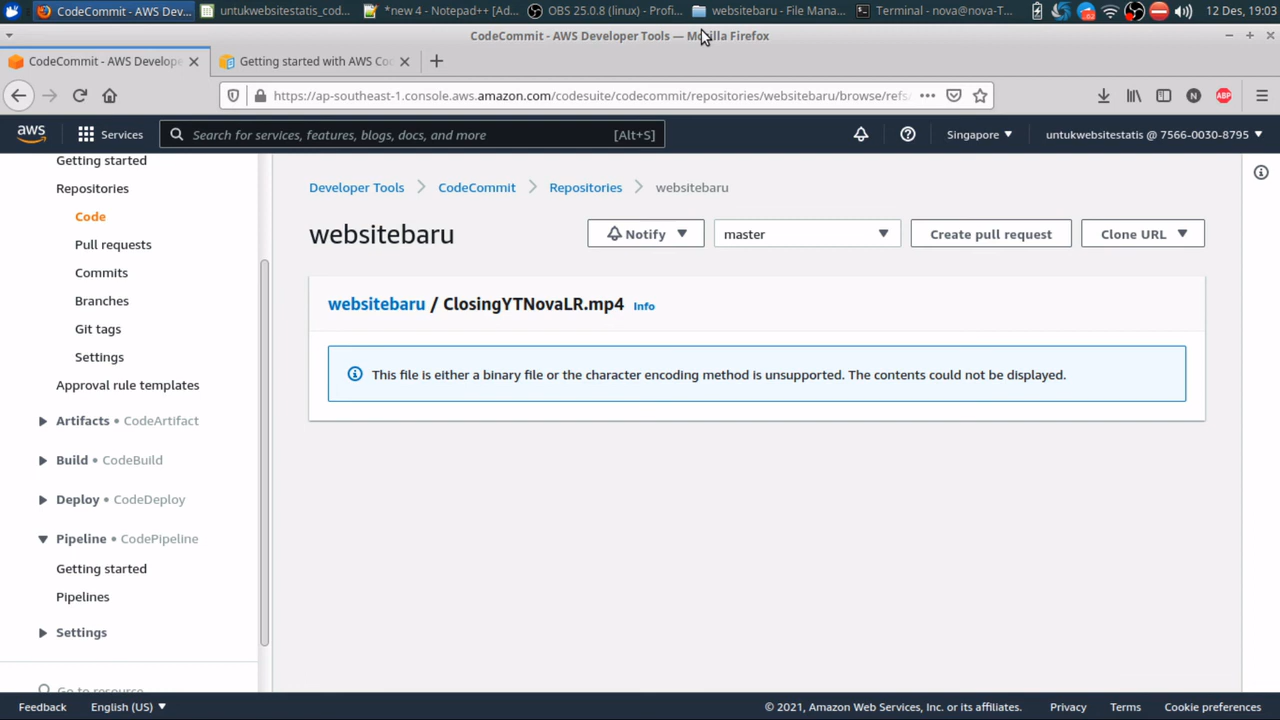 CodeCommit - AWS Dev...
untukwebsitestatis_cod...
*new 4 - Notepad++ [Ad...
OBS 25.0.8 (linux) - Profi...
websitebaru - File Mana...
Terminal - nova@nova-T...
12 Des, 19:03
CodeCommit - AWS Developer Tools — Mozilla Firefox
CodeCommit - AWS Develope
Getting started with AWS Co
https://ap-southeast-1.console.aws.amazon.com/codesuite/codecommit/repositories/websitebaru/browse/refs/
N
ABP
aws
Services
Search for services, features, blogs, docs, and more
[Alt+S]
Singapore
untukwebsitestatis @ 7566-0030-8795
Getting started
Repositories
Code
Pull requests
Commits
Branches
Git tags
Settings
Approval rule templates
Artifacts • CodeArtifact
Build • CodeBuild
Deploy • CodeDeploy
Pipeline • CodePipeline
Getting started
Pipelines
Settings
Go to resource
Developer Tools
CodeCommit
Repositories
websitebaru
websitebaru
Notify
master
Create pull request
Clone URL
websitebaru / ClosingYTNovaLR.mp4 Info
This file is either a binary file or the character encoding method is unsupported. The contents could not be displayed.
Feedback
English (US)
© 2021, Amazon Web Services, Inc. or its affiliates.
Privacy
Terms
Cookie preferences